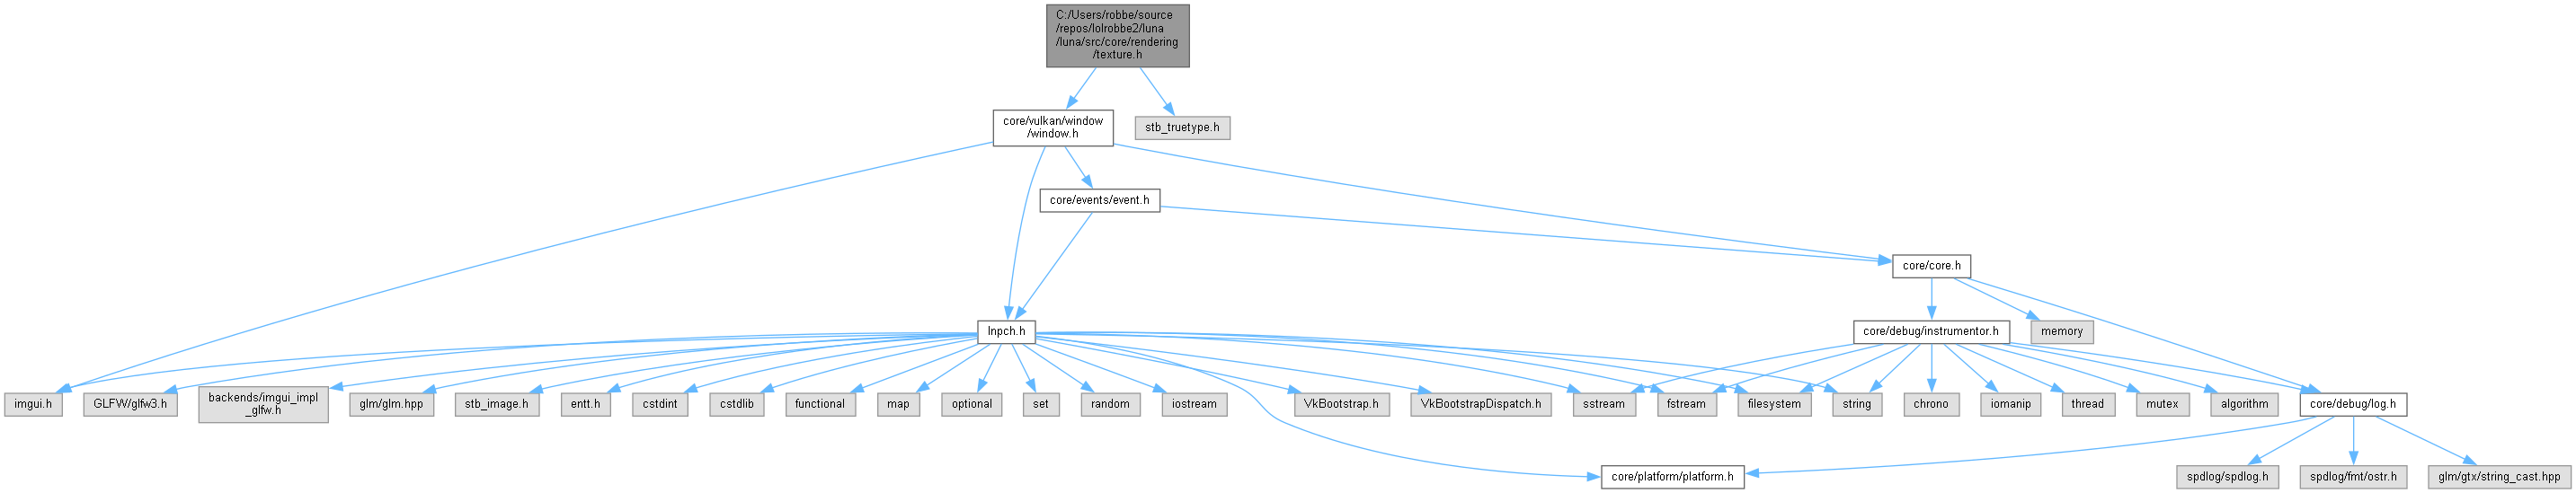 C:/Users/robbe/source
/repos/lolrobbe2/luna
/luna/src/core/rendering
/texture.h
core/vulkan/window
/window.h
stb_truetype.h
core/events/event.h
core/core.h
lnpch.h
core/debug/instrumentor.h
memory
imgui.h
GLFW/glfw3.h
backends/imgui_impl
_glfw.h
glm/glm.hpp
stb_image.h
entt.h
cstdint
cstdlib
functional
map
optional
set
random
iostream
VkBootstrap.h
VkBootstrapDispatch.h
sstream
fstream
filesystem
string
chrono
iomanip
thread
mutex
algorithm
core/debug/log.h
core/platform/platform.h
spdlog/spdlog.h
spdlog/fmt/ostr.h
glm/gtx/string_cast.hpp